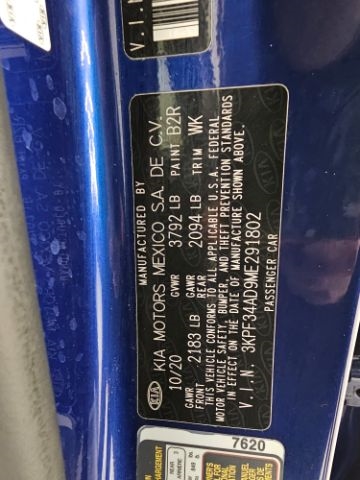 V.I.N
MANUFACTURED BY
KIA MOTORS MEXICO S.A. DE C.V.
10/20 GVWR 3792 LB PAINT B2R
GAWR FRONT 2183 LB GAWR REAR 2094 LB TRIM WK
THIS VEHICLE CONFORMS TO ALL APPLICABLE U.S.A. FEDERAL
MOTOR VEHICLE SAFETY, BUMPER, AND THEFT PREVENTION STANDARDS
IN EFFECT ON THE DATE OF MANUFACTURE SHOWN ABOVE.
V.I.N. 3KPF34AD9ME291802
PASSENGER CAR
KIA
7620
REAR